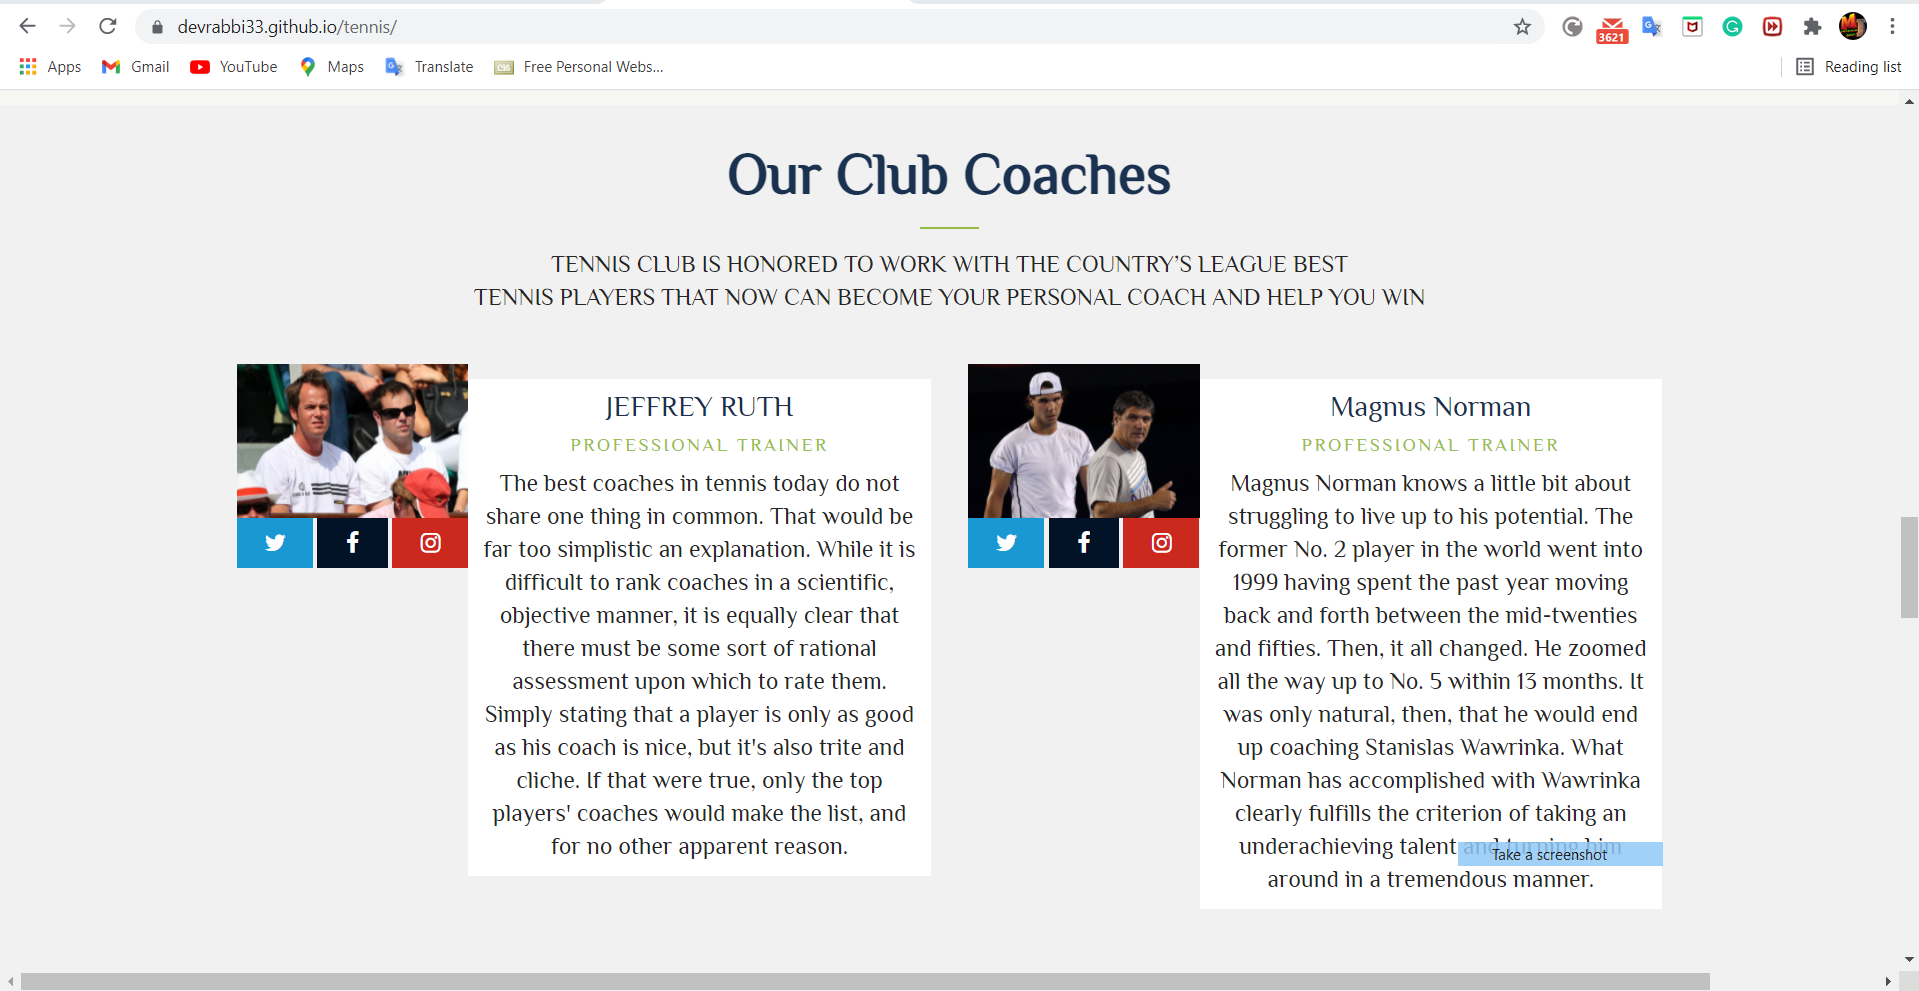 devrabbi33.github.io/tennis/
3621
Apps
Gmail
YouTube
Maps
Translate
Free Personal Webs...
Reading list
Our Club Coaches
TENNIS CLUB IS HONORED TO WORK WITH THE COUNTRY'S LEAGUE BEST
TENNIS PLAYERS THAT NOW CAN BECOME YOUR PERSONAL COACH AND HELP YOU WIN
JEFFREY RUTH
PROFESSIONAL TRAINER
The best coaches in tennis today do not
share one thing in common. That would be
far too simplistic an explanation. While it is
difficult to rank coaches in a scientific,
objective manner, it is equally clear that
there must be some sort of rational
assessment upon which to rate them.
Simply stating that a player is only as good
as his coach is nice, but it's also trite and
cliche. If that were true, only the top
players' coaches would make the list, and
for no other apparent reason.
Magnus Norman
PROFESSIONAL TRAINER
Magnus Norman knows a little bit about
struggling to live up to his potential. The
former No. 2 player in the world went into
1999 having spent the past year moving
back and forth between the mid-twenties
and fifties. Then, it all changed. He zoomed
all the way up to No. 5 within 13 months. It
was only natural, then, that he would end
up coaching Stanislas Wawrinka. What
Norman has accomplished with Wawrinka
clearly fulfills the criterion of taking an
underachieving talent and turning him
around in a tremendous manner.
Take a screenshot